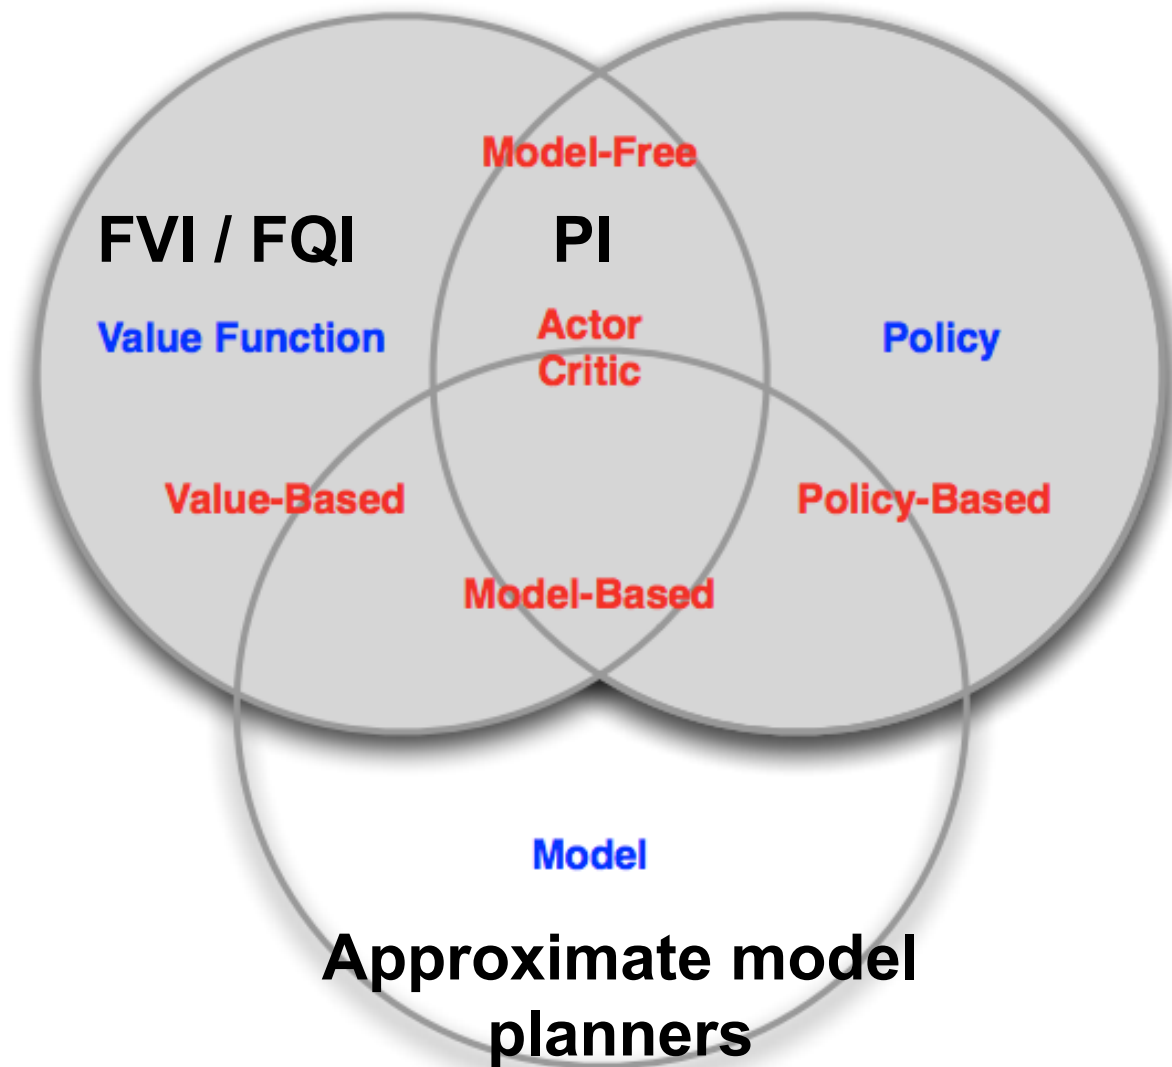 Model-Free
FVI / FQI
PI
Value Function
Actor
Critic
Policy
Value-Based
Policy-Based
Model-Based
Model
Approximate model
planners